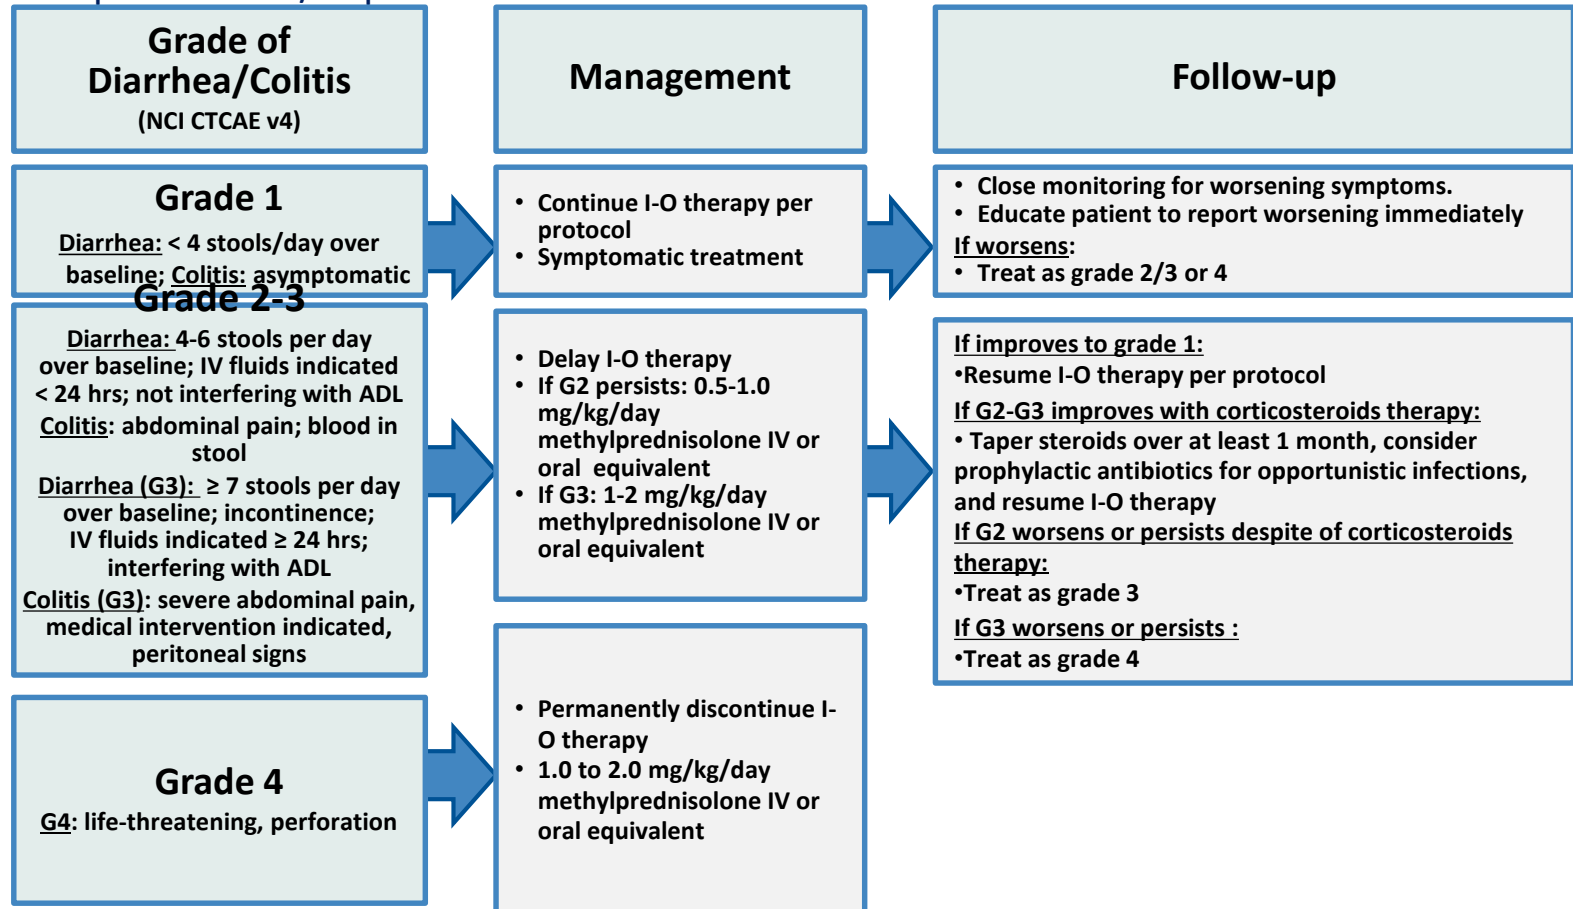 Grade of
Diarrhea/Colitis
(NCI CTCAE v4)
Management
Follow-up
Grade 1
Diarrhea: < 4 stools/day over
baseline; Colitis: asymptomatic
• Continue I-O therapy per
protocol
• Symptomatic treatment
• Close monitoring for worsening symptoms.
• Educate patient to report worsening immediately
If worsens:
• Treat as grade 2/3 or 4
Grade 2-3
Diarrhea: 4-6 stools per day
over baseline; IV fluids indicated
< 24 hrs; not interfering with ADL
Colitis: abdominal pain; blood in
stool
Diarrhea (G3): ≥ 7 stools per day
over baseline; incontinence;
IV fluids indicated ≥ 24 hrs;
interfering with ADL
Colitis (G3): severe abdominal pain,
medical intervention indicated,
peritoneal signs
• Delay I-O therapy
• If G2 persists: 0.5-1.0
mg/kg/day
methylprednisolone IV or
oral equivalent
• If G3: 1-2 mg/kg/day
methylprednisolone IV or
oral equivalent
If improves to grade 1:
•Resume I-O therapy per protocol
If G2-G3 improves with corticosteroids therapy:
• Taper steroids over at least 1 month, consider
prophylactic antibiotics for opportunistic infections,
and resume I-O therapy
If G2 worsens or persists despite of corticosteroids
therapy:
•Treat as grade 3
If G3 worsens or persists :
•Treat as grade 4
Grade 4
G4: life-threatening, perforation
• Permanently discontinue I-
O therapy
• 1.0 to 2.0 mg/kg/day
methylprednisolone IV or
oral equivalent